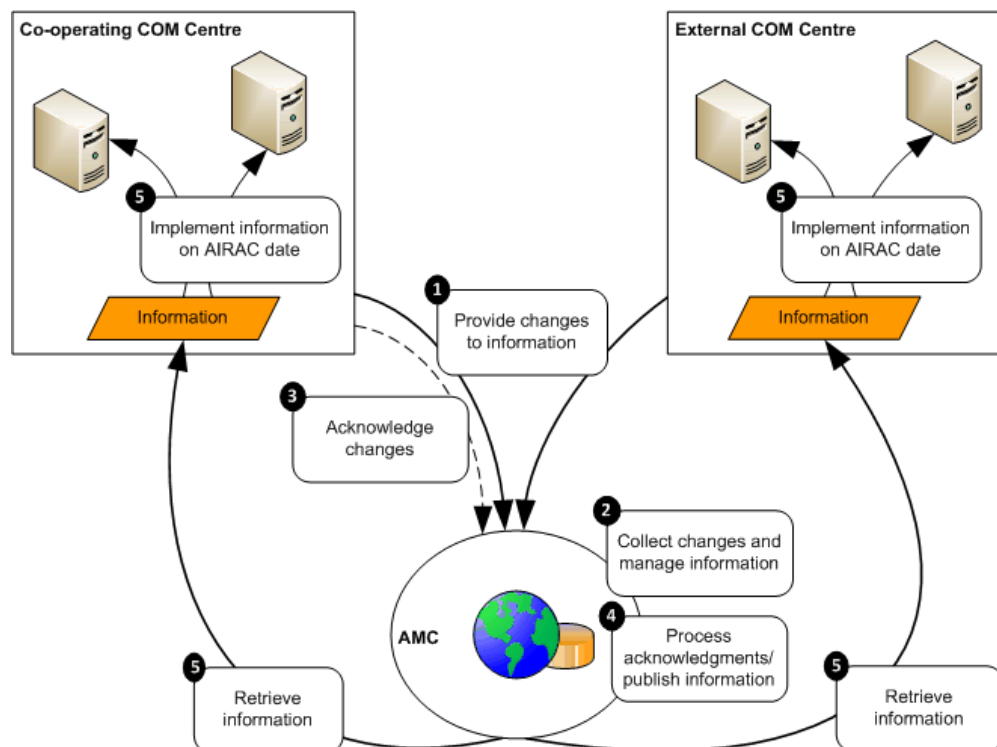 Co-operating COM Centre
External COM Centre
5
Implement information
on AIRAC date
5
Implement information
on AIRAC date
Information
Information
1
Provide changes
to information
3
Acknowledge
changes
2
Collect changes and
manage information
AMC
4
Process
acknowledgments/
publish information
5
Retrieve
information
5
Retrieve
information